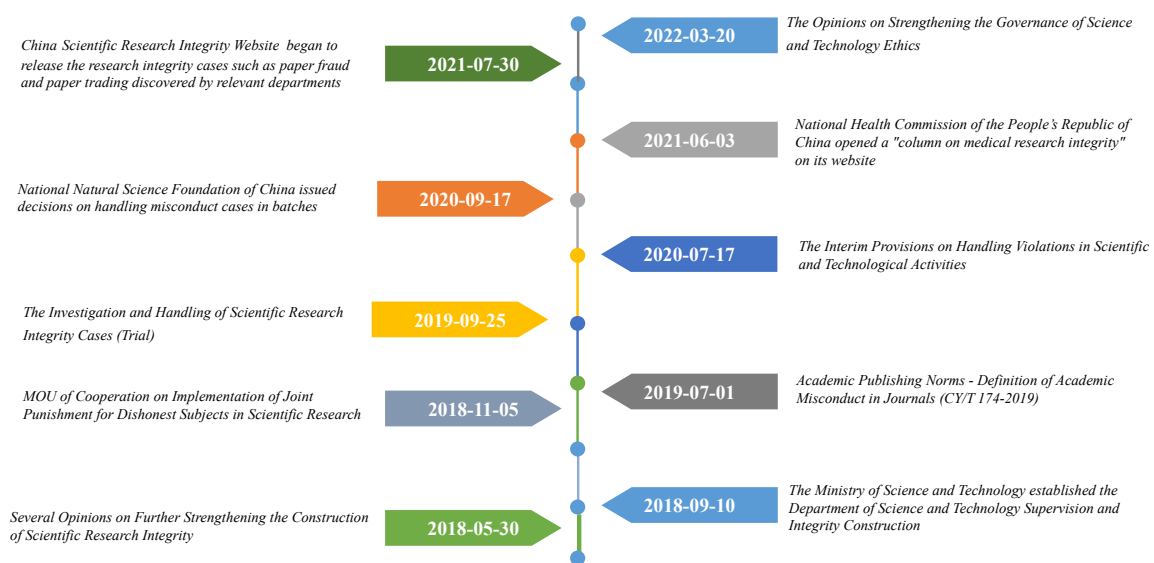 The Opinions on Strengthening the Governance of Science
and Technology Ethics
2022-03-20
China Scientific Research Integrity Website began to
release the research integrity cases such as paper fraud
and paper trading discovered by relevant departments
2021-07-30
2021-06-03
National Health Commission of the People’s Republic of
China opened a "column on medical research integrity"
on its website
National Natural Science Foundation of China issued
decisions on handling misconduct cases in batches
2020-09-17
2020-07-17
The Interim Provisions on Handling Violations in Scientific
and Technological Activities
The Investigation and Handling of Scientific Research
Integrity Cases (Trial)
2019-09-25
2019-07-01
Academic Publishing Norms - Definition of Academic
Misconduct in Journals (CY/T 174-2019)
MOU of Cooperation on Implementation of Joint
Punishment for Dishonest Subjects in Scientific Research
2018-11-05
2018-09-10
The Ministry of Science and Technology established the
Department of Science and Technology Supervision and
Integrity Construction
Several Opinions on Further Strengthening the Construction
of Scientific Research Integrity
2018-05-30